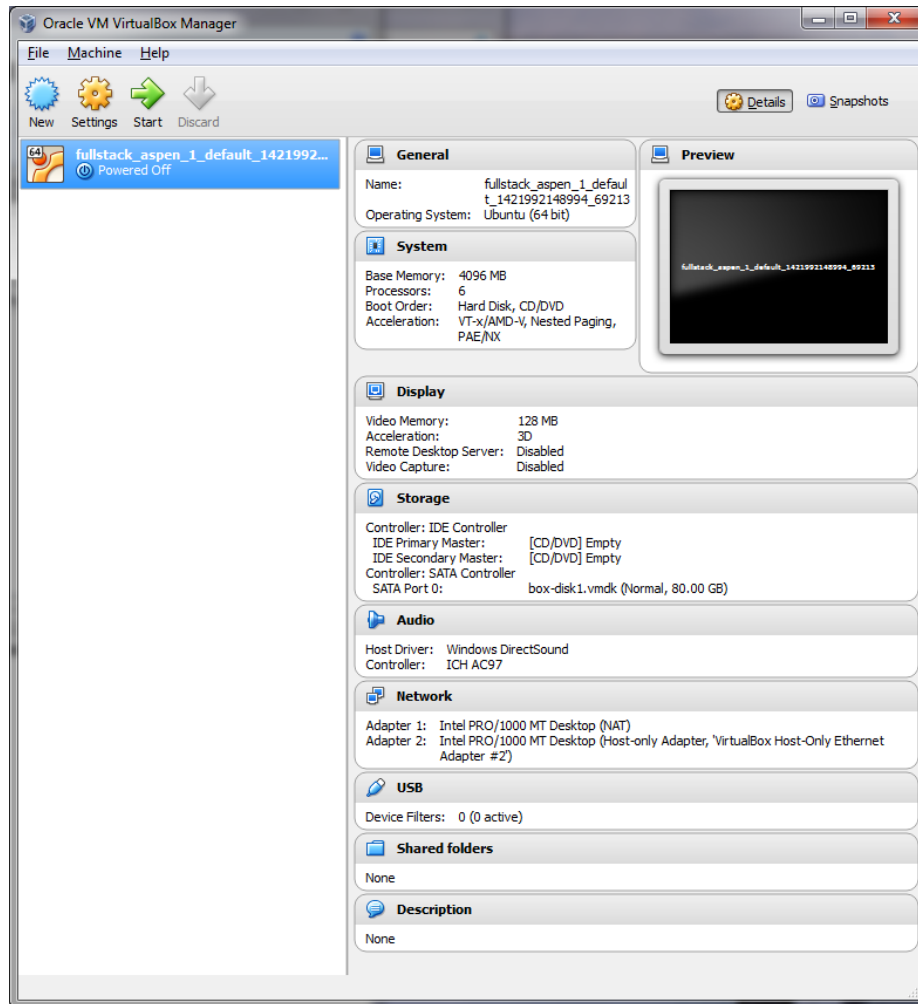 Oracle VM VirtualBox Manager
File Machine Help
New Settings Start Discard
Details Snapshots
64
fullstack_aspen_1_default_1421992...
Powered Off
General
Name: fullstack_aspen_1_defaul
t_1421992148994_69213
Operating System: Ubuntu (64 bit)
System
Base Memory: 4096 MB
Processors: 6
Boot Order: Hard Disk, CD/DVD
Acceleration: VT-x/AMD-V, Nested Paging,
PAE/NX
Preview
fullstack_aspen_1_default_1421992148994_69213
Display
Video Memory: 128 MB
Acceleration: 3D
Remote Desktop Server: Disabled
Video Capture: Disabled
Storage
Controller: IDE Controller
IDE Primary Master: [CD/DVD] Empty
IDE Secondary Master: [CD/DVD] Empty
Controller: SATA Controller
SATA Port 0: box-disk1.vmdk (Normal, 80.00 GB)
Audio
Host Driver: Windows DirectSound
Controller: ICH AC97
Network
Adapter 1: Intel PRO/1000 MT Desktop (NAT)
Adapter 2: Intel PRO/1000 MT Desktop (Host-only Adapter, 'VirtualBox Host-Only Ethernet
Adapter #2')
USB
Device Filters: 0 (0 active)
Shared folders
None
Description
None